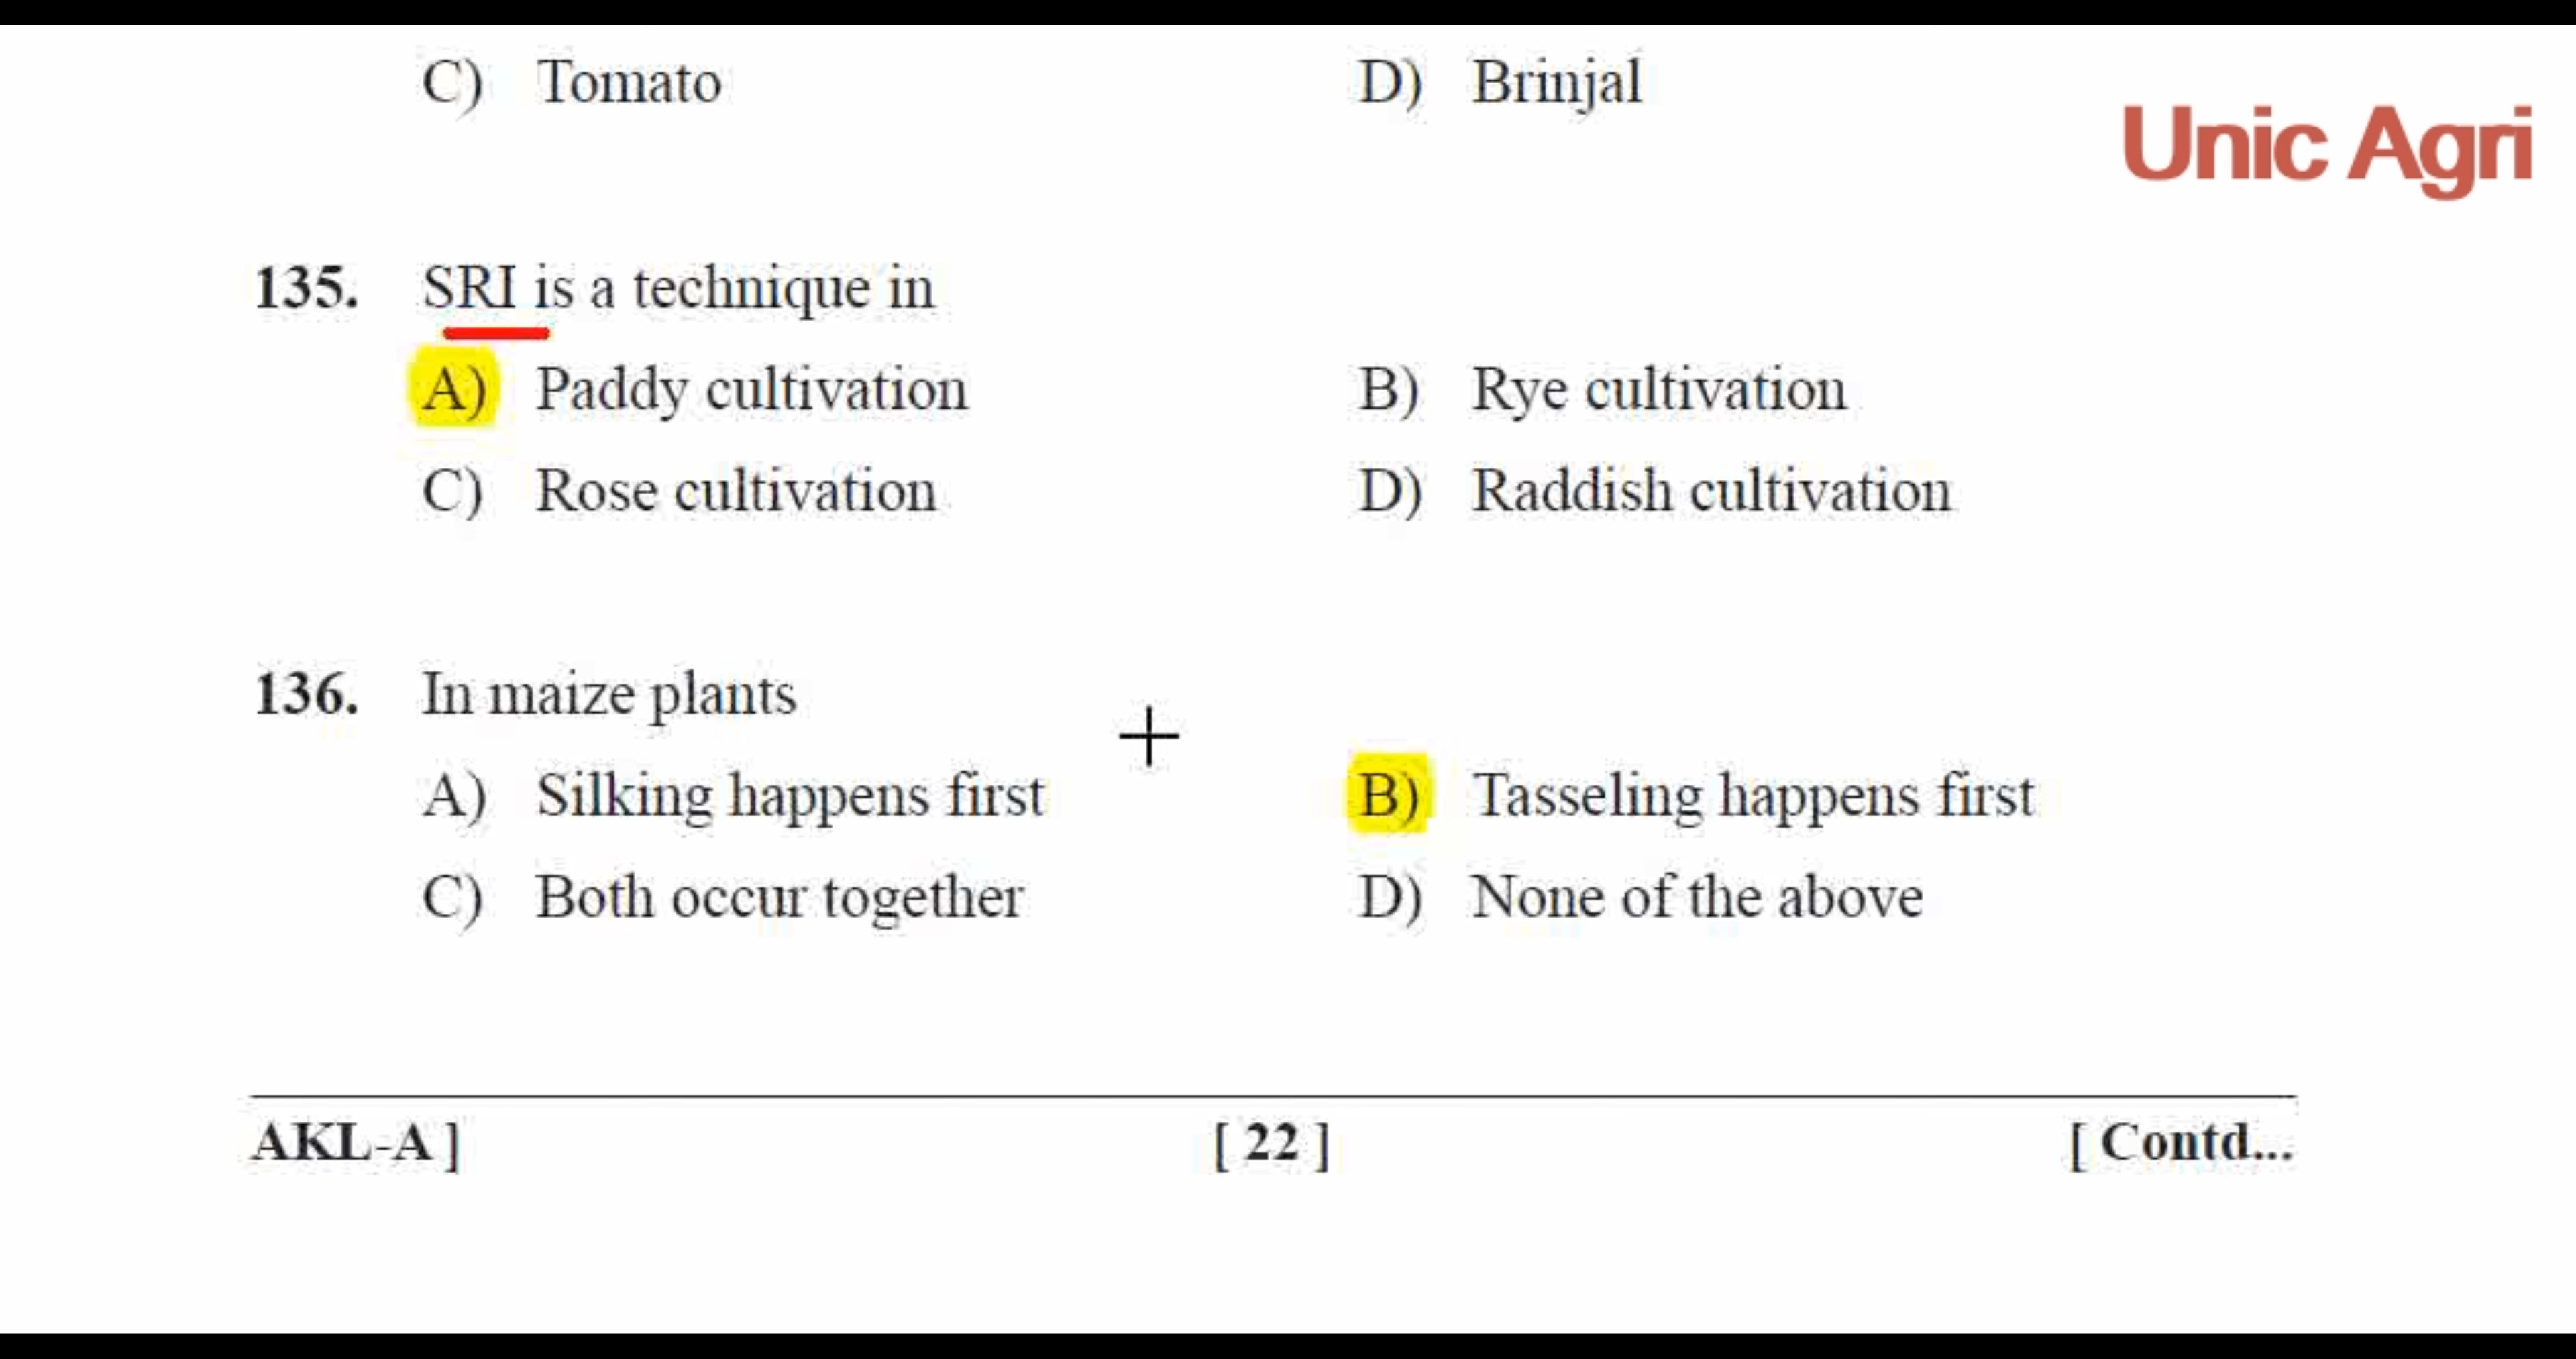 C) Tomato D) Brinjal
Unic Agri
135. SRI is a technique in
A) Paddy cultivation B) Rye cultivation
C) Rose cultivation D) Raddish cultivation
136. In maize plants
A) Silking happens first B) Tasseling happens first
C) Both occur together D) None of the above
AKL-A ] [ 22 ] [ Contd...